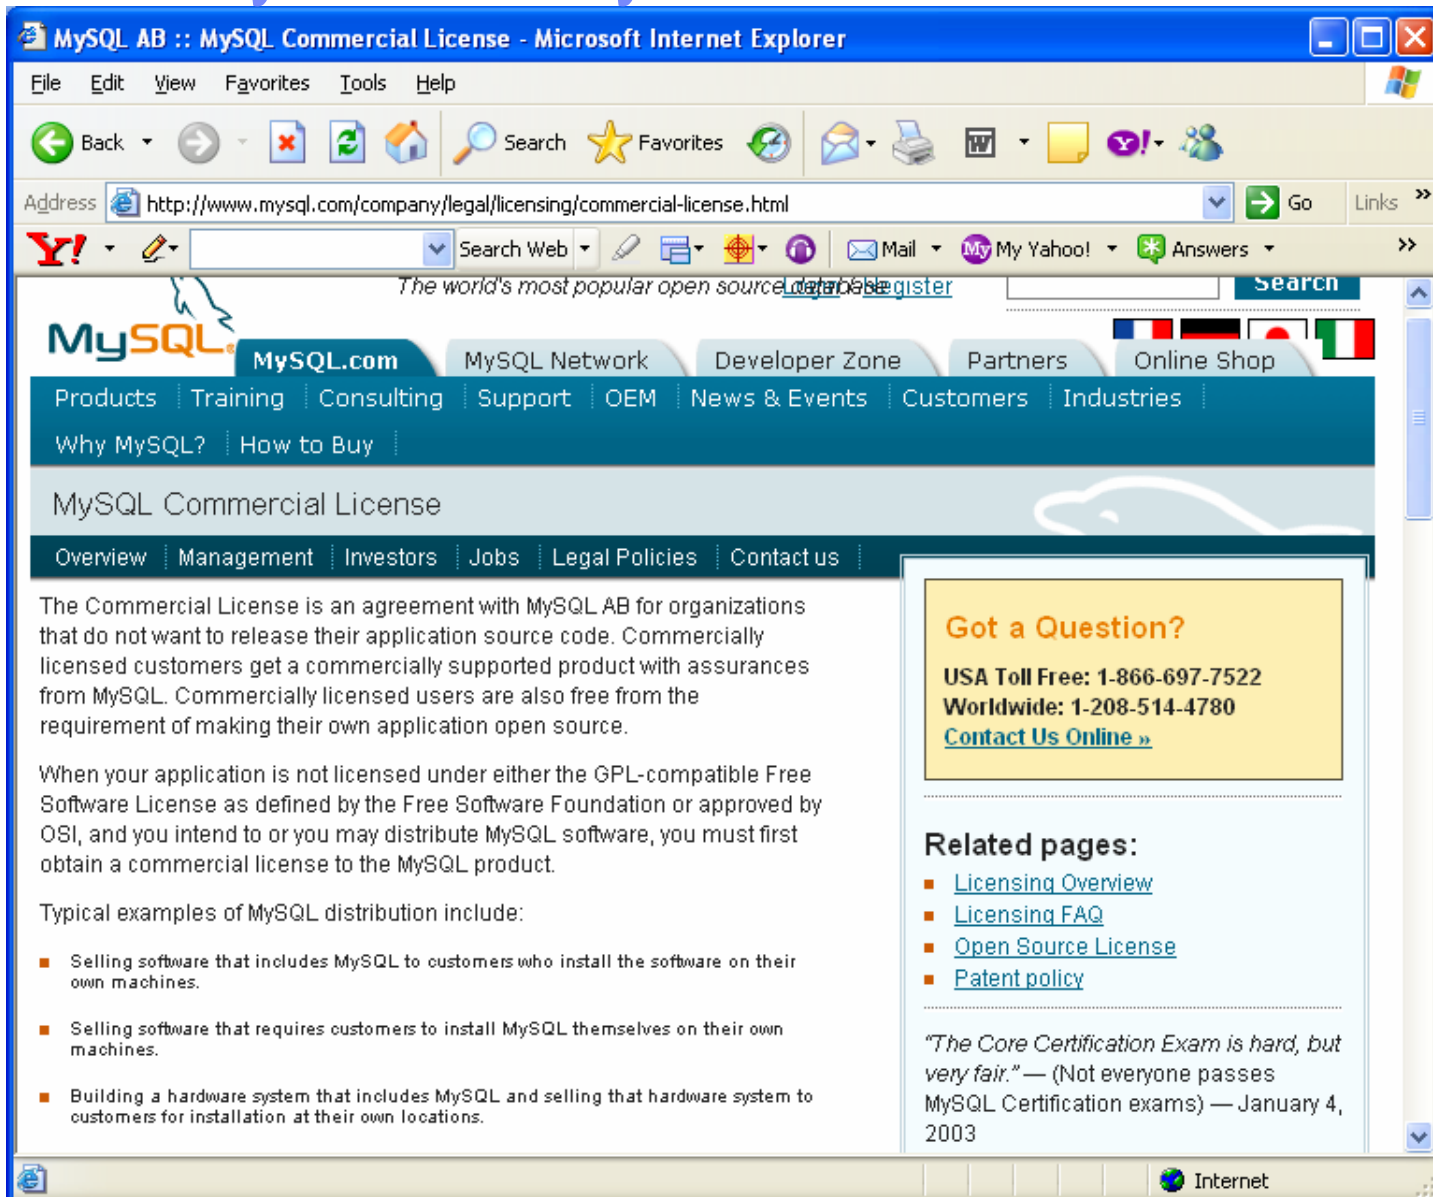 MySQL AB :: MySQL Commercial License - Microsoft Internet Explorer
File Edit View Favorites Tools Help
Back Search Favorites
Address http://www.mysql.com/company/legal/licensing/commercial-license.html Go Links »
Y! Search Web Mail My My Yahoo! Answers »
The world's most popular open source database
Login / Register
Search
MySQL
MySQL.com MySQL Network Developer Zone Partners Online Shop
Products Training Consulting Support OEM News & Events Customers Industries
Why MySQL? How to Buy
MySQL Commercial License
Overview Management Investors Jobs Legal Policies Contact us
The Commercial License is an agreement with MySQL AB for organizations
that do not want to release their application source code. Commercially
licensed customers get a commercially supported product with assurances
from MySQL. Commercially licensed users are also free from the
requirement of making their own application open source.
When your application is not licensed under either the GPL-compatible Free
Software License as defined by the Free Software Foundation or approved by
OSI, and you intend to or you may distribute MySQL software, you must first
obtain a commercial license to the MySQL product.
Typical examples of MySQL distribution include:
Selling software that includes MySQL to customers who install the software on their
own machines.
Selling software that requires customers to install MySQL themselves on their own
machines.
Building a hardware system that includes MySQL and selling that hardware system to
customers for installation at their own locations.
Got a Question?
USA Toll Free: 1-866-697-7522
Worldwide: 1-208-514-4780
Contact Us Online »
Related pages:
Licensing Overview
Licensing FAQ
Open Source License
Patent policy
"The Core Certification Exam is hard, but
very fair." — (Not everyone passes
MySQL Certification exams) — January 4,
2003
Internet